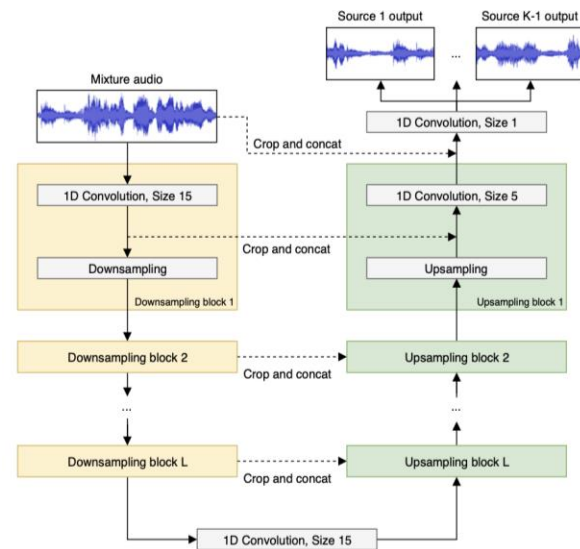 Source 1 output
Source K-1 output
...
Mixture audio
1D Convolution, Size 1
Crop and concat
1D Convolution, Size 15
1D Convolution, Size 5
Crop and concat
Downsampling
Upsampling
Downsampling block 1
Upsampling block 1
Downsampling block 2
Upsampling block 2
Crop and concat
...
...
Downsampling block L
Upsampling block L
Crop and concat
1D Convolution, Size 15